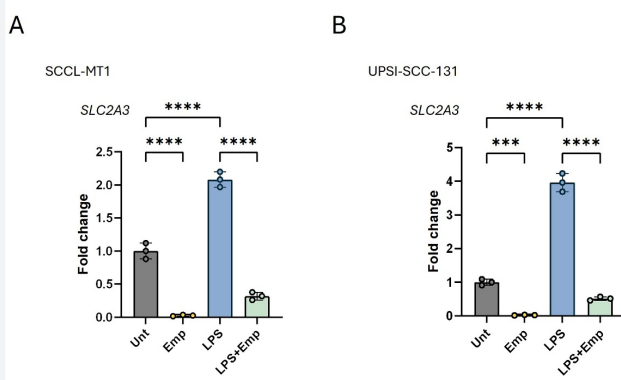 A
SCCL-MT1
SLC2A3
****
****
****
Fold change
2.5
2.0
1.5
1.0
0.5
0.0
Unt
Emp
LPS
LPS+Emp
B
UPSI-SCC-131
SLC2A3
****
***
****
Fold change
5
4
3
2
1
0
Unt
Emp
LPS
LPS+Emp